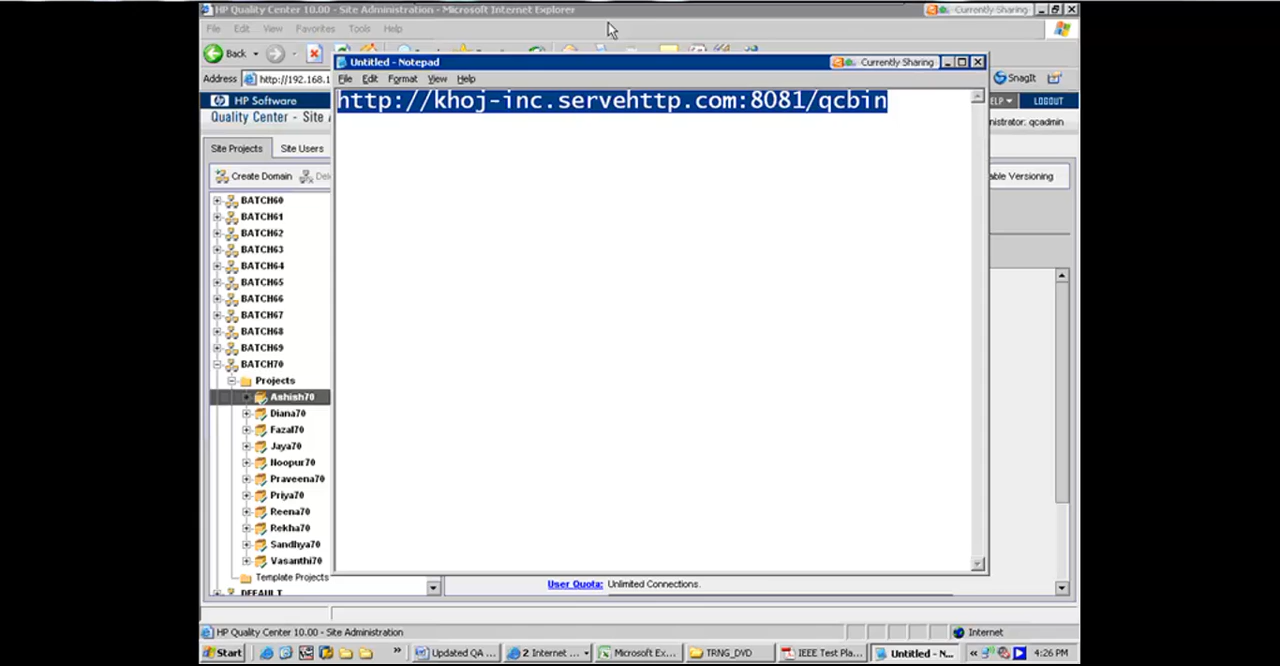 HP Quality Center 10.00 - Site Administration - Microsoft Internet Explorer
Currently Sharing
File Edit View Favorites Tools Help
Back
Untitled - Notepad
Currently Sharing
Address http://192.168.1
SnagIt
File Edit Format View Help
HP Software
LOGOUT
http://khoj-inc.servehttp.com:8081/qcbin
Quality Center - Site
qcadmin
Site Projects Site Users
Create Domain
Versioning
BATCH60
BATCH61
BATCH62
BATCH63
BATCH64
BATCH65
BATCH66
BATCH67
BATCH68
BATCH69
BATCH70
Projects
Ashish70
Diana70
Fazal70
Jaya70
Noopur70
Praveena70
Priya70
Reena70
Rekha70
Sandhya70
Vasanthi70
Template Projects
DEFAULT
User Quota: Unlimited Connections.
HP Quality Center 10.00 - Site Administration
Internet
Start
»
Updated QA ...
2 Internet ...
Microsoft Ex...
TRNG_DVD
IEEE Test Pla...
Untitled - N...
«
4:26 PM